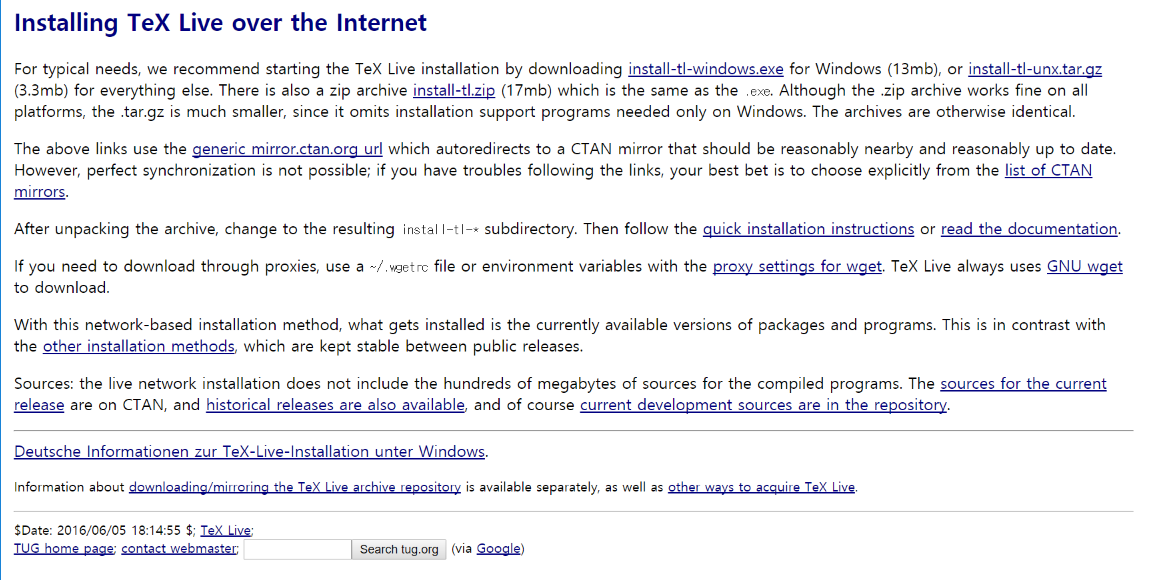 Installing TeX Live over the Internet
For typical needs, we recommend starting the TeX Live installation by downloading install-tl-windows.exe for Windows (13mb), or install-tl-unx.tar.gz
(3.3mb) for everything else. There is also a zip archive install-tl.zip (17mb) which is the same as the .exe. Although the .zip archive works fine on all
platforms, the .tar.gz is much smaller, since it omits installation support programs needed only on Windows. The archives are otherwise identical.
The above links use the generic mirror.ctan.org url which autoredirects to a CTAN mirror that should be reasonably nearby and reasonably up to date.
However, perfect synchronization is not possible; if you have troubles following the links, your best bet is to choose explicitly from the list of CTAN
mirrors.
After unpacking the archive, change to the resulting install-tl-* subdirectory. Then follow the quick installation instructions or read the documentation.
If you need to download through proxies, use a ~/.wgetrc file or environment variables with the proxy settings for wget. TeX Live always uses GNU wget
to download.
With this network-based installation method, what gets installed is the currently available versions of packages and programs. This is in contrast with
the other installation methods, which are kept stable between public releases.
Sources: the live network installation does not include the hundreds of megabytes of sources for the compiled programs. The sources for the current
release are on CTAN, and historical releases are also available, and of course current development sources are in the repository.
Deutsche Informationen zur TeX-Live-Installation unter Windows.
Information about downloading/mirroring the TeX Live archive repository is available separately, as well as other ways to acquire TeX Live.
$Date: 2016/06/05 18:14:55 $; TeX Live;
TUG home page; contact webmaster; Search tug.org (via Google)